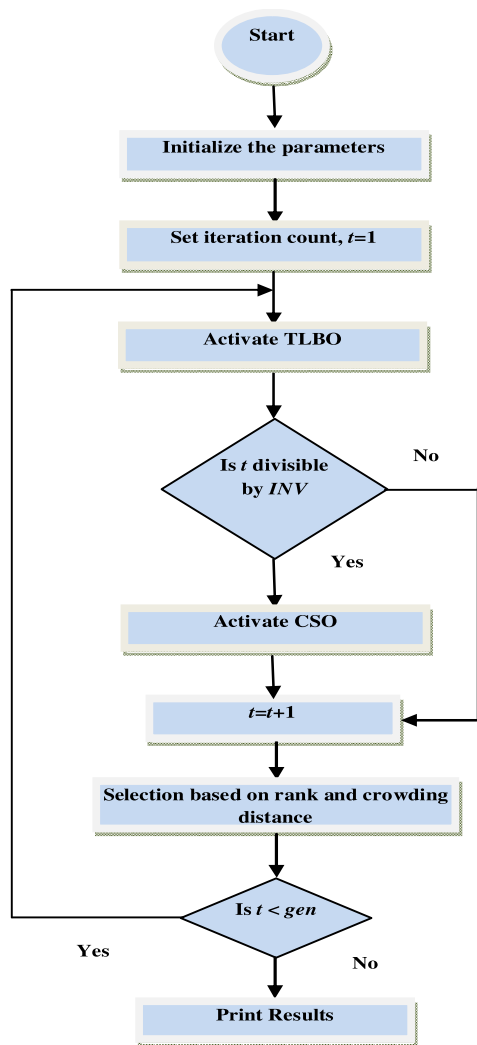 Start
Initialize the parameters
Set iteration count, t=1
Activate TLBO
Is t divisible
by INV
No
Yes
Activate CSO
t=t+1
Selection based on rank and crowding
distance
Is t < gen
Yes
No
Print Results